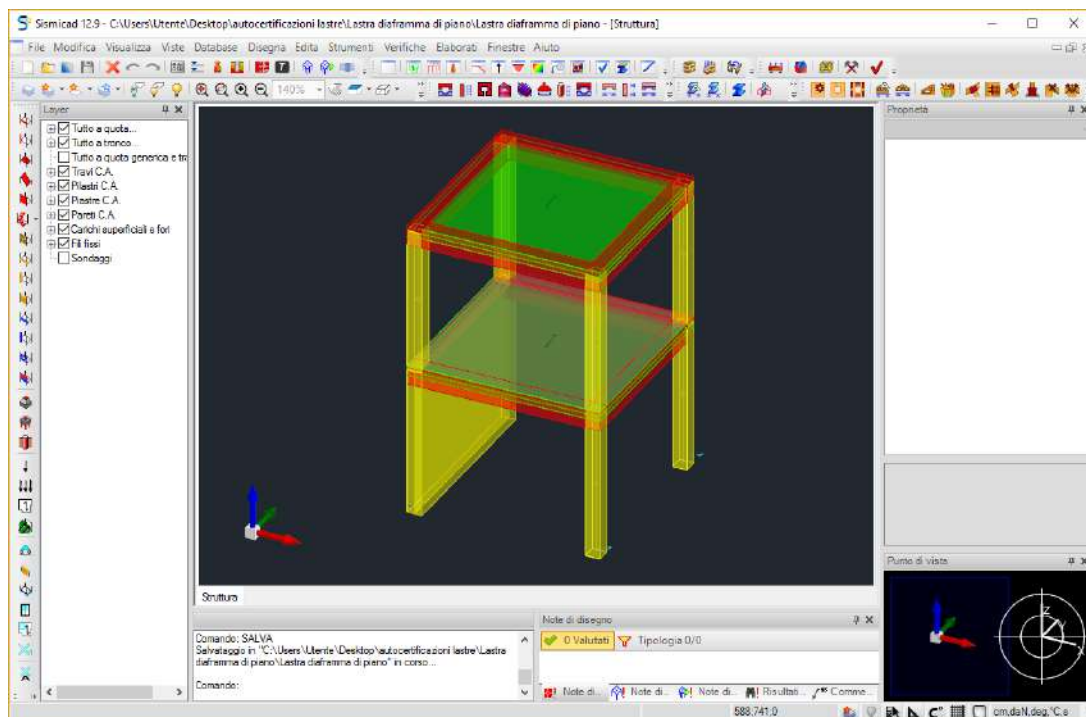 Sismicad 12.9 - C:\Users\Utente\Desktop\autocertificazioni lastre\Lastra diaframma di piano\Lastra diaframma di piano - [Struttura]
File Modifica Visualizza Viste Database Disegna Edita Strumenti Verifiche Elaborati Finestre Aiuto
140%
Layer
Proprietà
Tutto a quota...
Tutto a tronco...
Tutto a quota generica e tra
Travi C.A.
Pilastri C.A.
Piastre C.A.
Pareti C.A.
Carichi superficiali e fori
Fili fissi
Sondaggi
Punto di vista
Z
Y
X
Struttura
Note di disegno
Comando: SALVA
Salvataggio in "C:\Users\Utente\Desktop\autocertificazioni lastre\Lastra
diaframma di piano\Lastra diaframma di piano" in corso...
Comando:
0 Valutati Tipologia 0/0
Note di... Note di... Note di... Risultati... Comme...
588;741;0 cm,daN,deg,°C,s